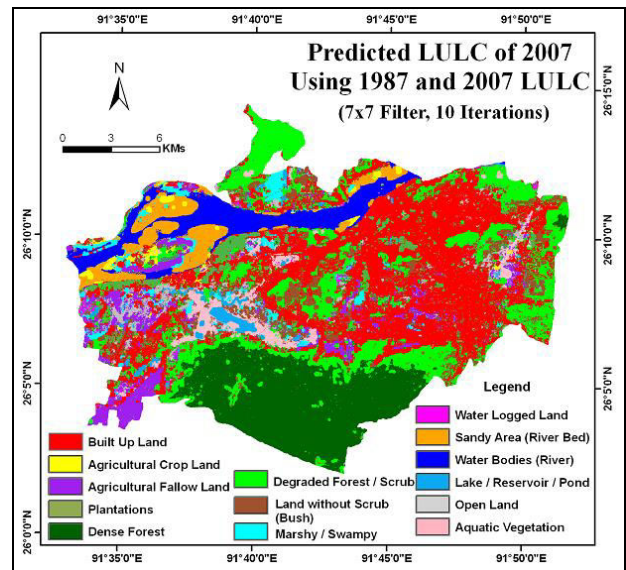 91°35'0"E 91°40'0"E 91°45'0"E 91°50'0"E
Predicted LULC of 2007
Using 1987 and 2007 LULC
(7x7 Filter, 10 Iterations)
N
0 3 6
KMs
26°15'0"N
26°10'0"N 26°10'0"N
26°5'0"N 26°5'0"N
26°0'0"N
Legend
Built Up Land
Agricultural Crop Land
Agricultural Fallow Land
Plantations
Dense Forest
Degraded Forest / Scrub
Land without Scrub
(Bush)
Marshy / Swampy
Water Logged Land
Sandy Area (River Bed)
Water Bodies (River)
Lake / Reservoir / Pond
Open Land
Aquatic Vegetation
91°35'0"E 91°40'0"E 91°45'0"E 91°50'0"E